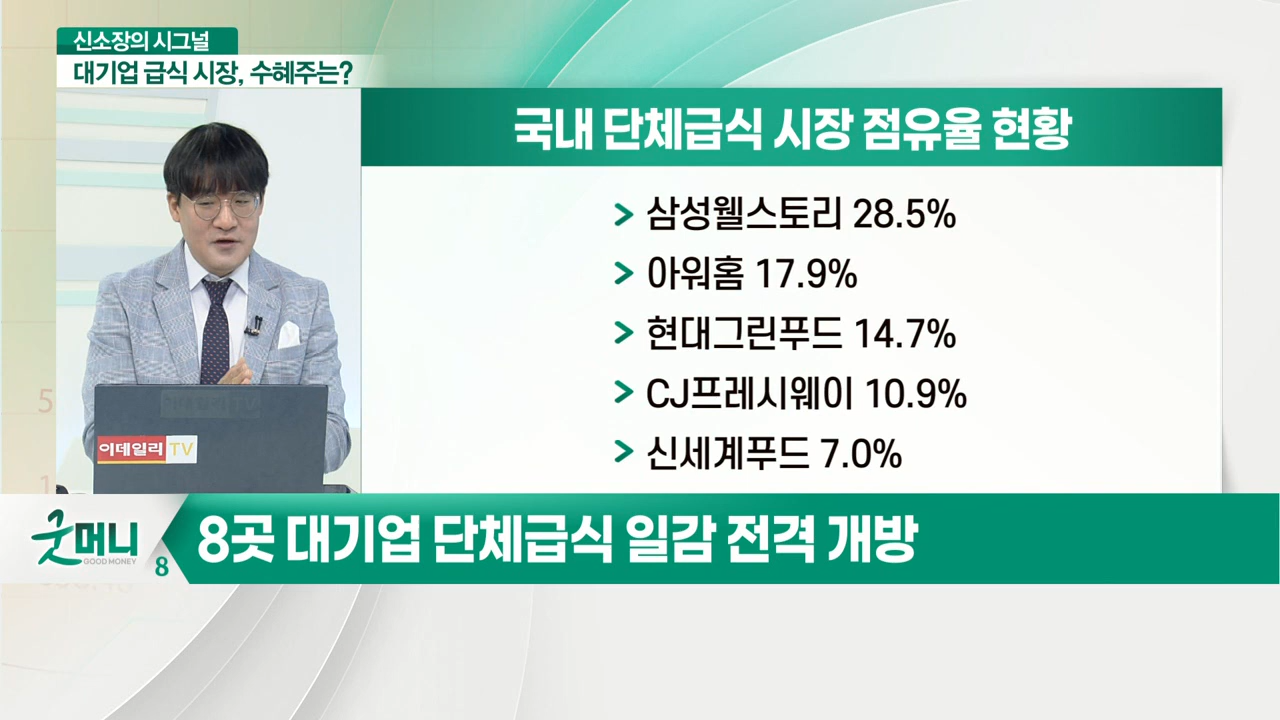 신소장의 시그널
대기업 급식 시장, 수혜주는?
국내 단체급식 시장 점유율 현황
> 삼성웰스토리 28.5%
> 아워홈 17.9%
> 현대그린푸드 14.7%
> CJ프레시웨이 10.9%
> 신세계푸드 7.0%
이데일리TV
굿머니
GOOD MONEY
8
8곳 대기업 단체급식 일감 전격 개방